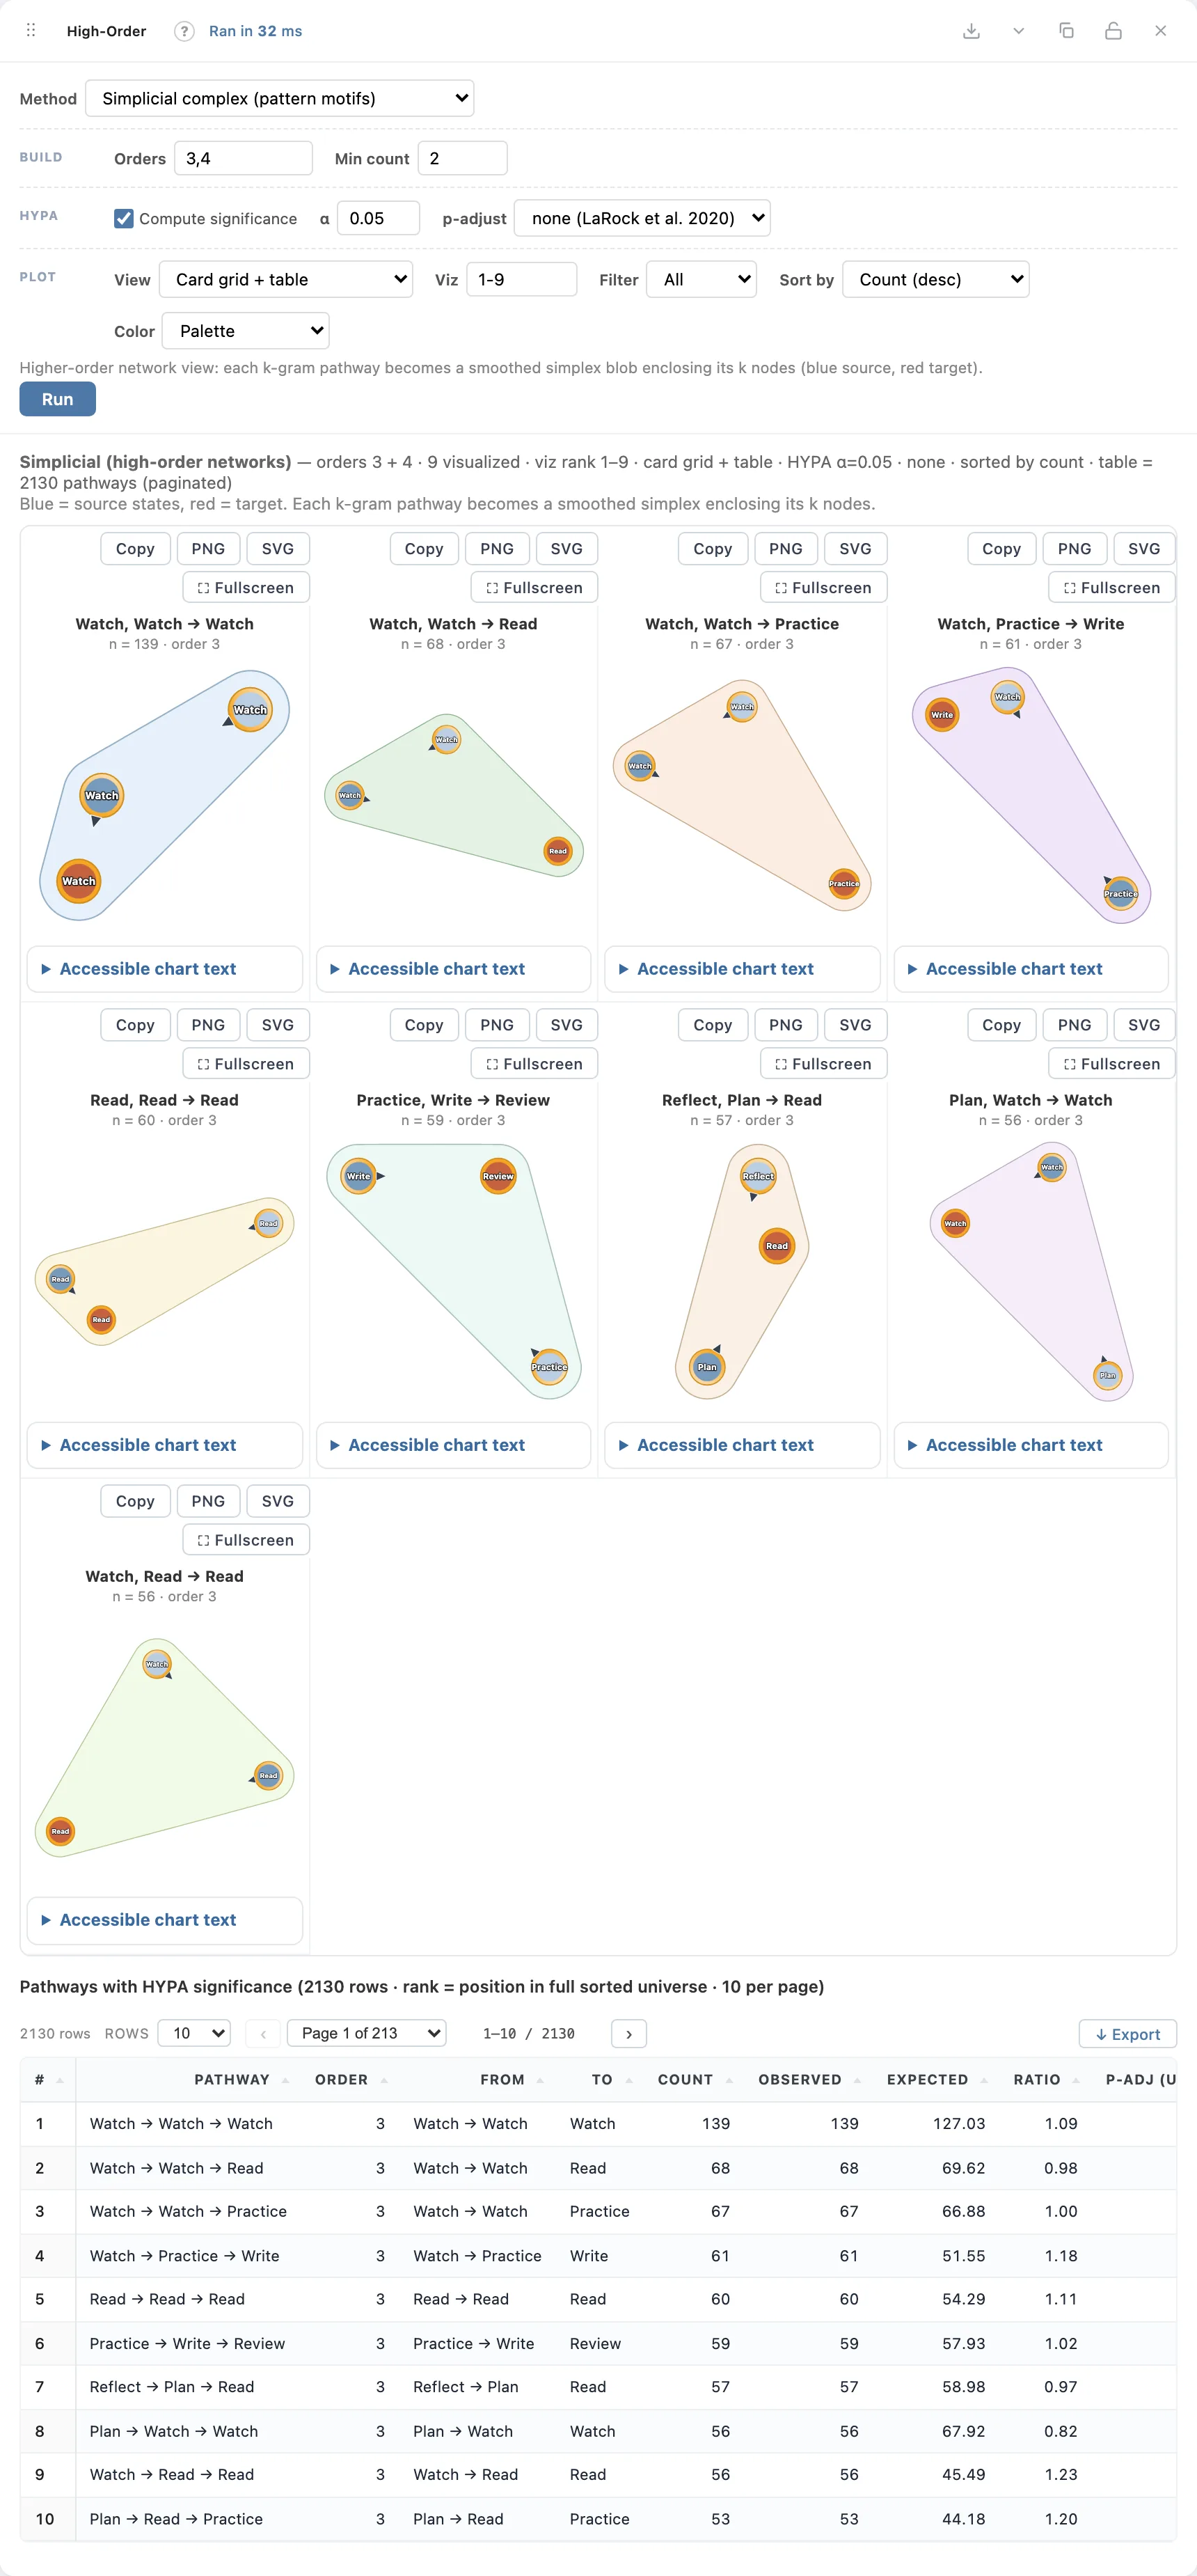 High-Order ? Ran in 32 ms
Method Simplicial complex (pattern motifs)
BUILD Orders 3,4 Min count 2
HYPA Compute significance α 0.05 p-adjust none (LaRock et al. 2020)
PLOT View Card grid + table Viz 1-9 Filter All Sort by Count (desc)
Color Palette
Higher-order network view: each k-gram pathway becomes a smoothed simplex blob enclosing its k nodes (blue source, red target).
Run
Simplicial (high-order networks) — orders 3 + 4 · 9 visualized · viz rank 1–9 · card grid + table · HYPA α=0.05 · none · sorted by count · table =
2130 pathways (paginated)
Blue = source states, red = target. Each k-gram pathway becomes a smoothed simplex enclosing its k nodes.
Copy PNG SVG Copy PNG SVG Copy PNG SVG Copy PNG SVG
Fullscreen Fullscreen Fullscreen Fullscreen
Watch, Watch → Watch Watch, Watch → Read Watch, Watch → Practice Watch, Practice → Write
n = 139 · order 3 n = 68 · order 3 n = 67 · order 3 n = 61 · order 3
Watch Watch Watch Write Watch
Watch Watch Watch
Watch Read Practice Practice
Accessible chart text Accessible chart text Accessible chart text Accessible chart text
Copy PNG SVG Copy PNG SVG Copy PNG SVG Copy PNG SVG
Fullscreen Fullscreen Fullscreen Fullscreen
Read, Read → Read Practice, Write → Review Reflect, Plan → Read Plan, Watch → Watch
n = 60 · order 3 n = 59 · order 3 n = 57 · order 3 n = 56 · order 3
Read Write Review Reflect Watch
Read Read Watch
Read Practice Plan Plan
Accessible chart text Accessible chart text Accessible chart text Accessible chart text
Copy PNG SVG
Fullscreen
Watch, Read → Read
n = 56 · order 3
Watch
Read
Read
Accessible chart text
Pathways with HYPA significance (2130 rows · rank = position in full sorted universe · 10 per page)
2130 rows ROWS 10 ‹ Page 1 of 213 1–10 / 2130 › ↓ Export
# PATHWAY ORDER FROM TO COUNT OBSERVED EXPECTED RATIO P-ADJ (U
1 Watch → Watch → Watch 3 Watch → Watch Watch 139 139 127.03 1.09
2 Watch → Watch → Read 3 Watch → Watch Read 68 68 69.62 0.98
3 Watch → Watch → Practice 3 Watch → Watch Practice 67 67 66.88 1.00
4 Watch → Practice → Write 3 Watch → Practice Write 61 61 51.55 1.18
5 Read → Read → Read 3 Read → Read Read 60 60 54.29 1.11
6 Practice → Write → Review 3 Practice → Write Review 59 59 57.93 1.02
7 Reflect → Plan → Read 3 Reflect → Plan Read 57 57 58.98 0.97
8 Plan → Watch → Watch 3 Plan → Watch Watch 56 56 67.92 0.82
9 Watch → Read → Read 3 Watch → Read Read 56 56 45.49 1.23
10 Plan → Read → Practice 3 Plan → Read Practice 53 53 44.18 1.20